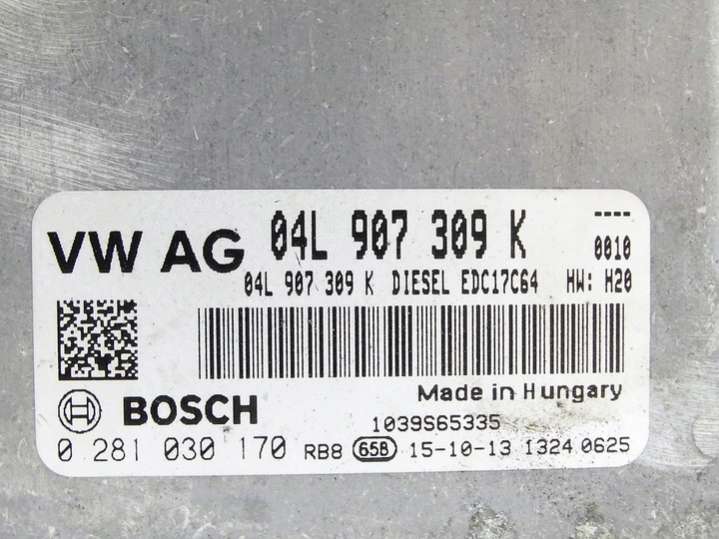 VW AG 04L 907 309 K ----
0010
04L 907 309 K DIESEL EDC17C64 HW: H20
Made in Hungary
BOSCH 1039S65335
0 281 030 170 RB8 65B 15-10-13 1324 0625